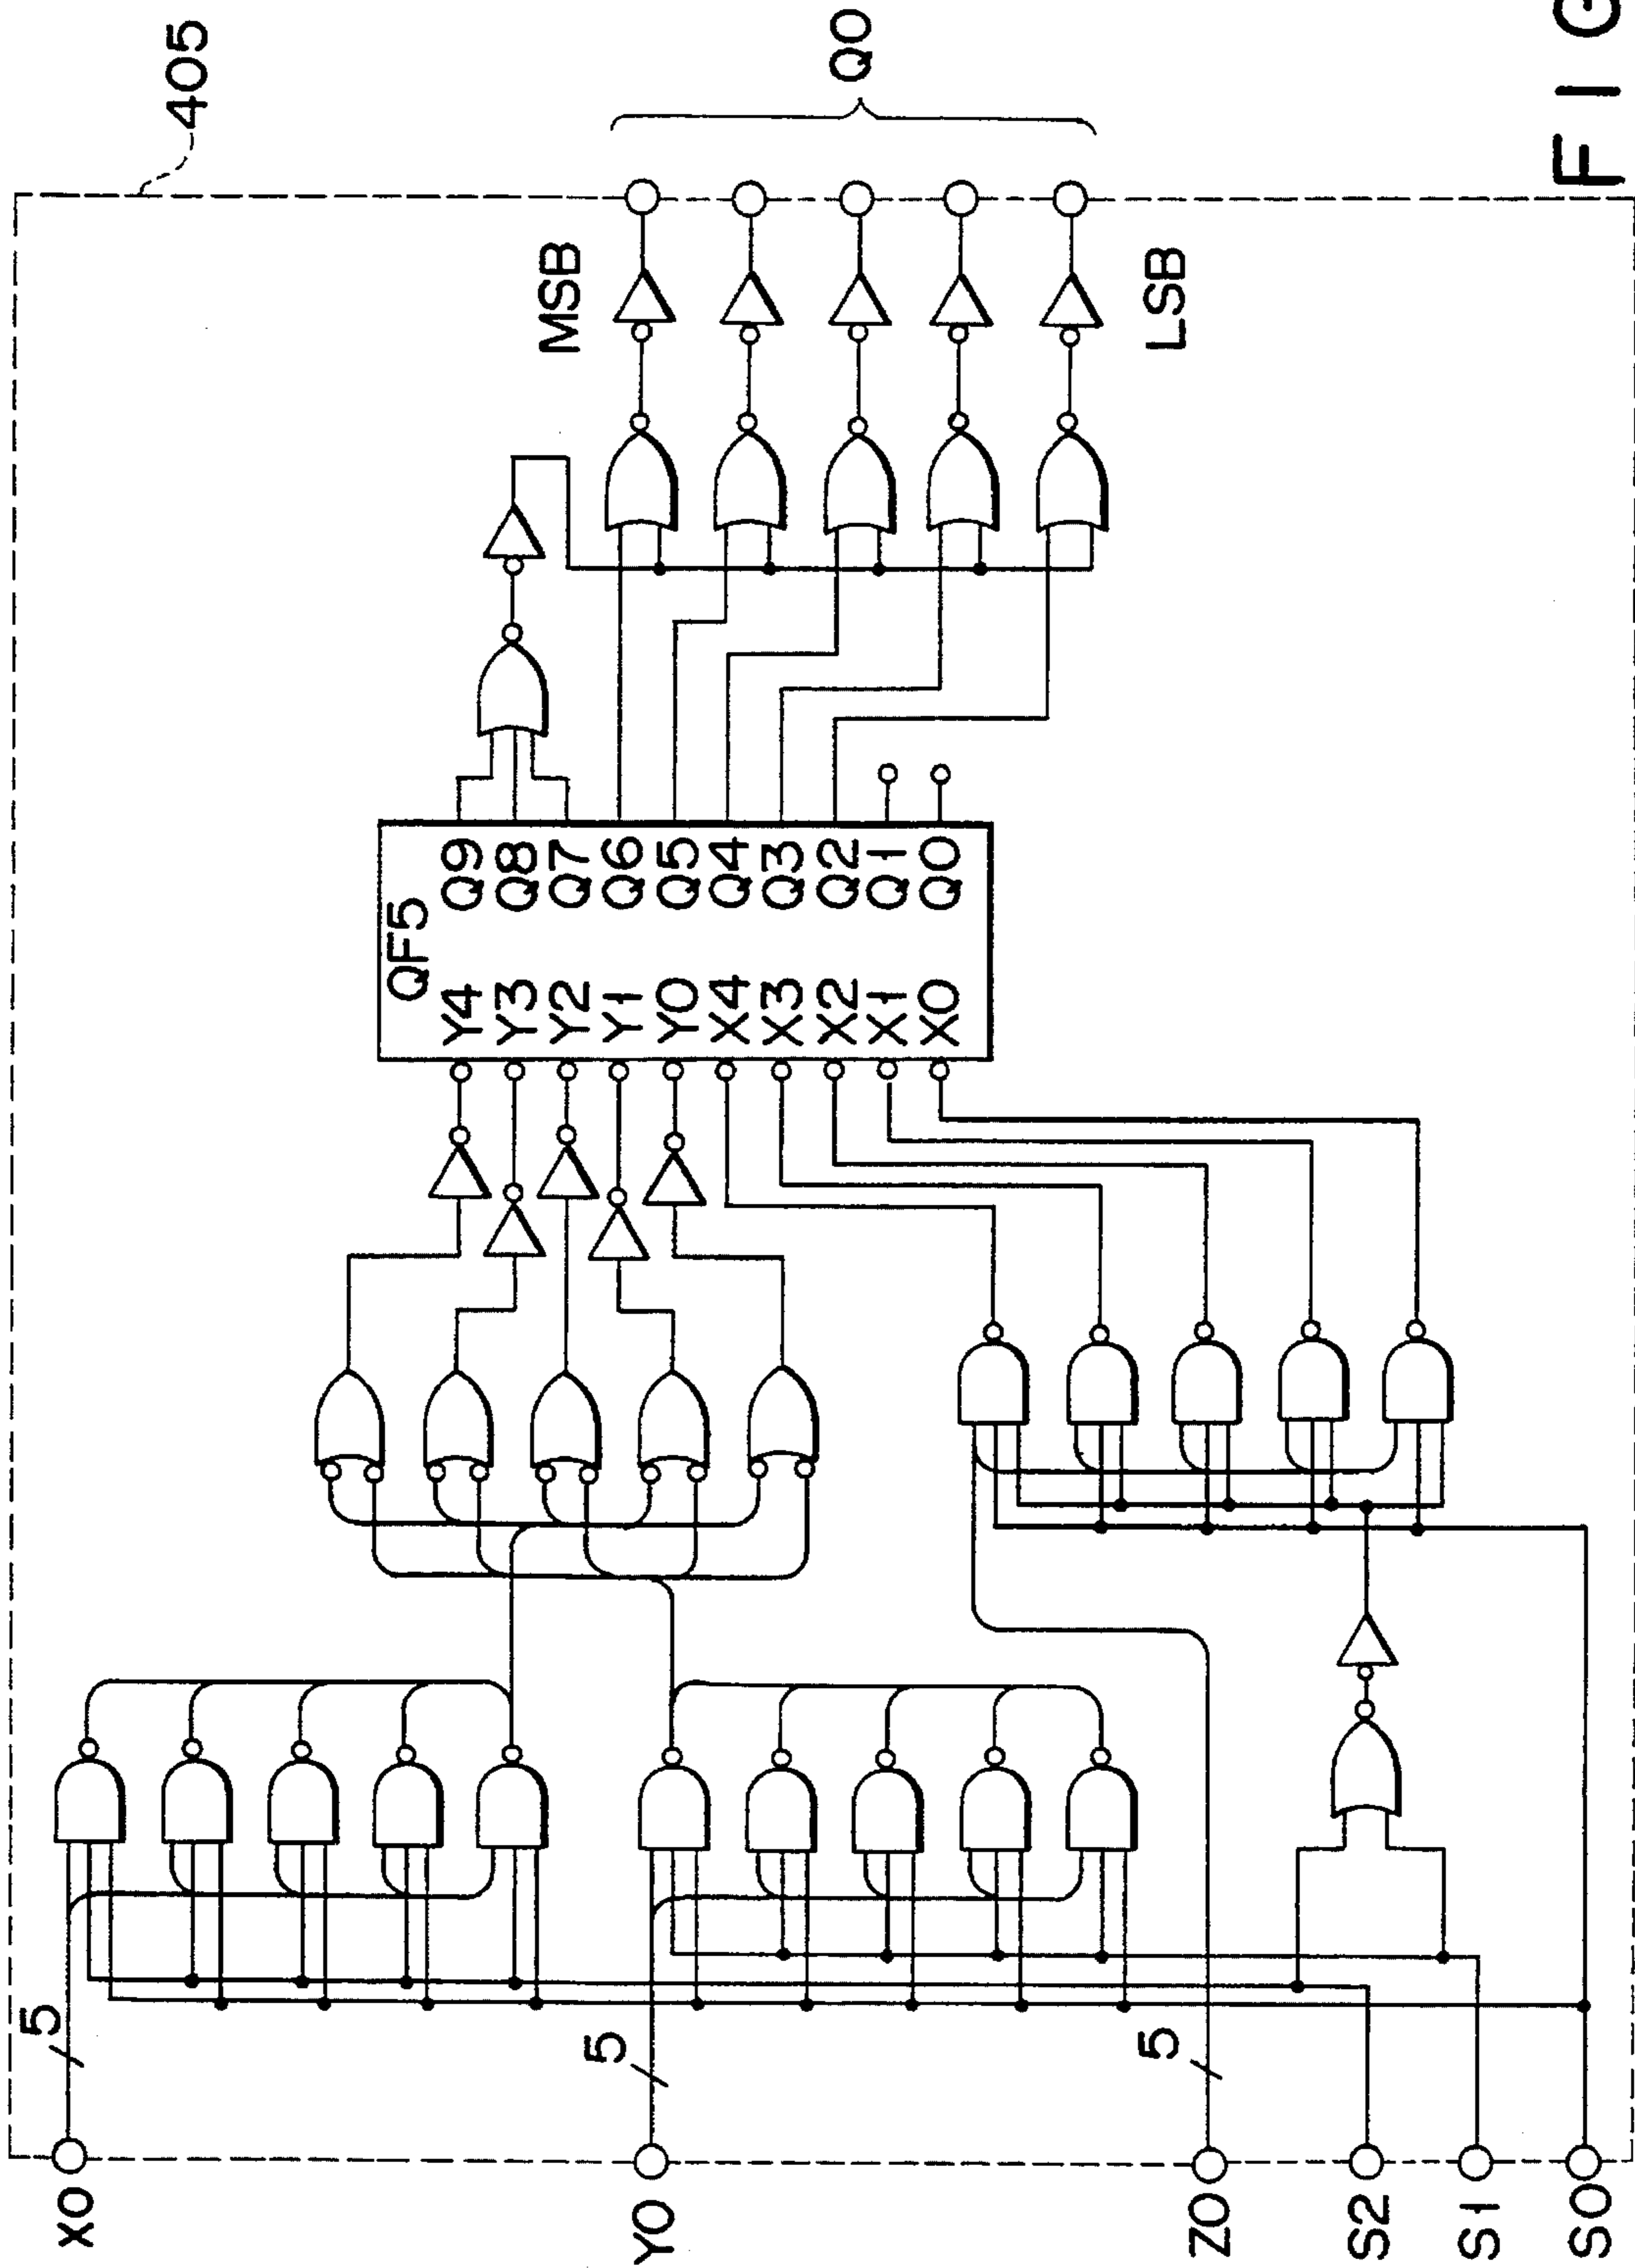 405
Q0
MSB
LSB
QF5
Y4 Q9
Y3 Q8
Y2 Q7
Y1 Q6
Y0 Q5
X4 Q4
X3 Q3
X2 Q2
X1 Q1
X0 Q0
5
5
5
X0
Y0
Z0
S2
S1
S0
FIG